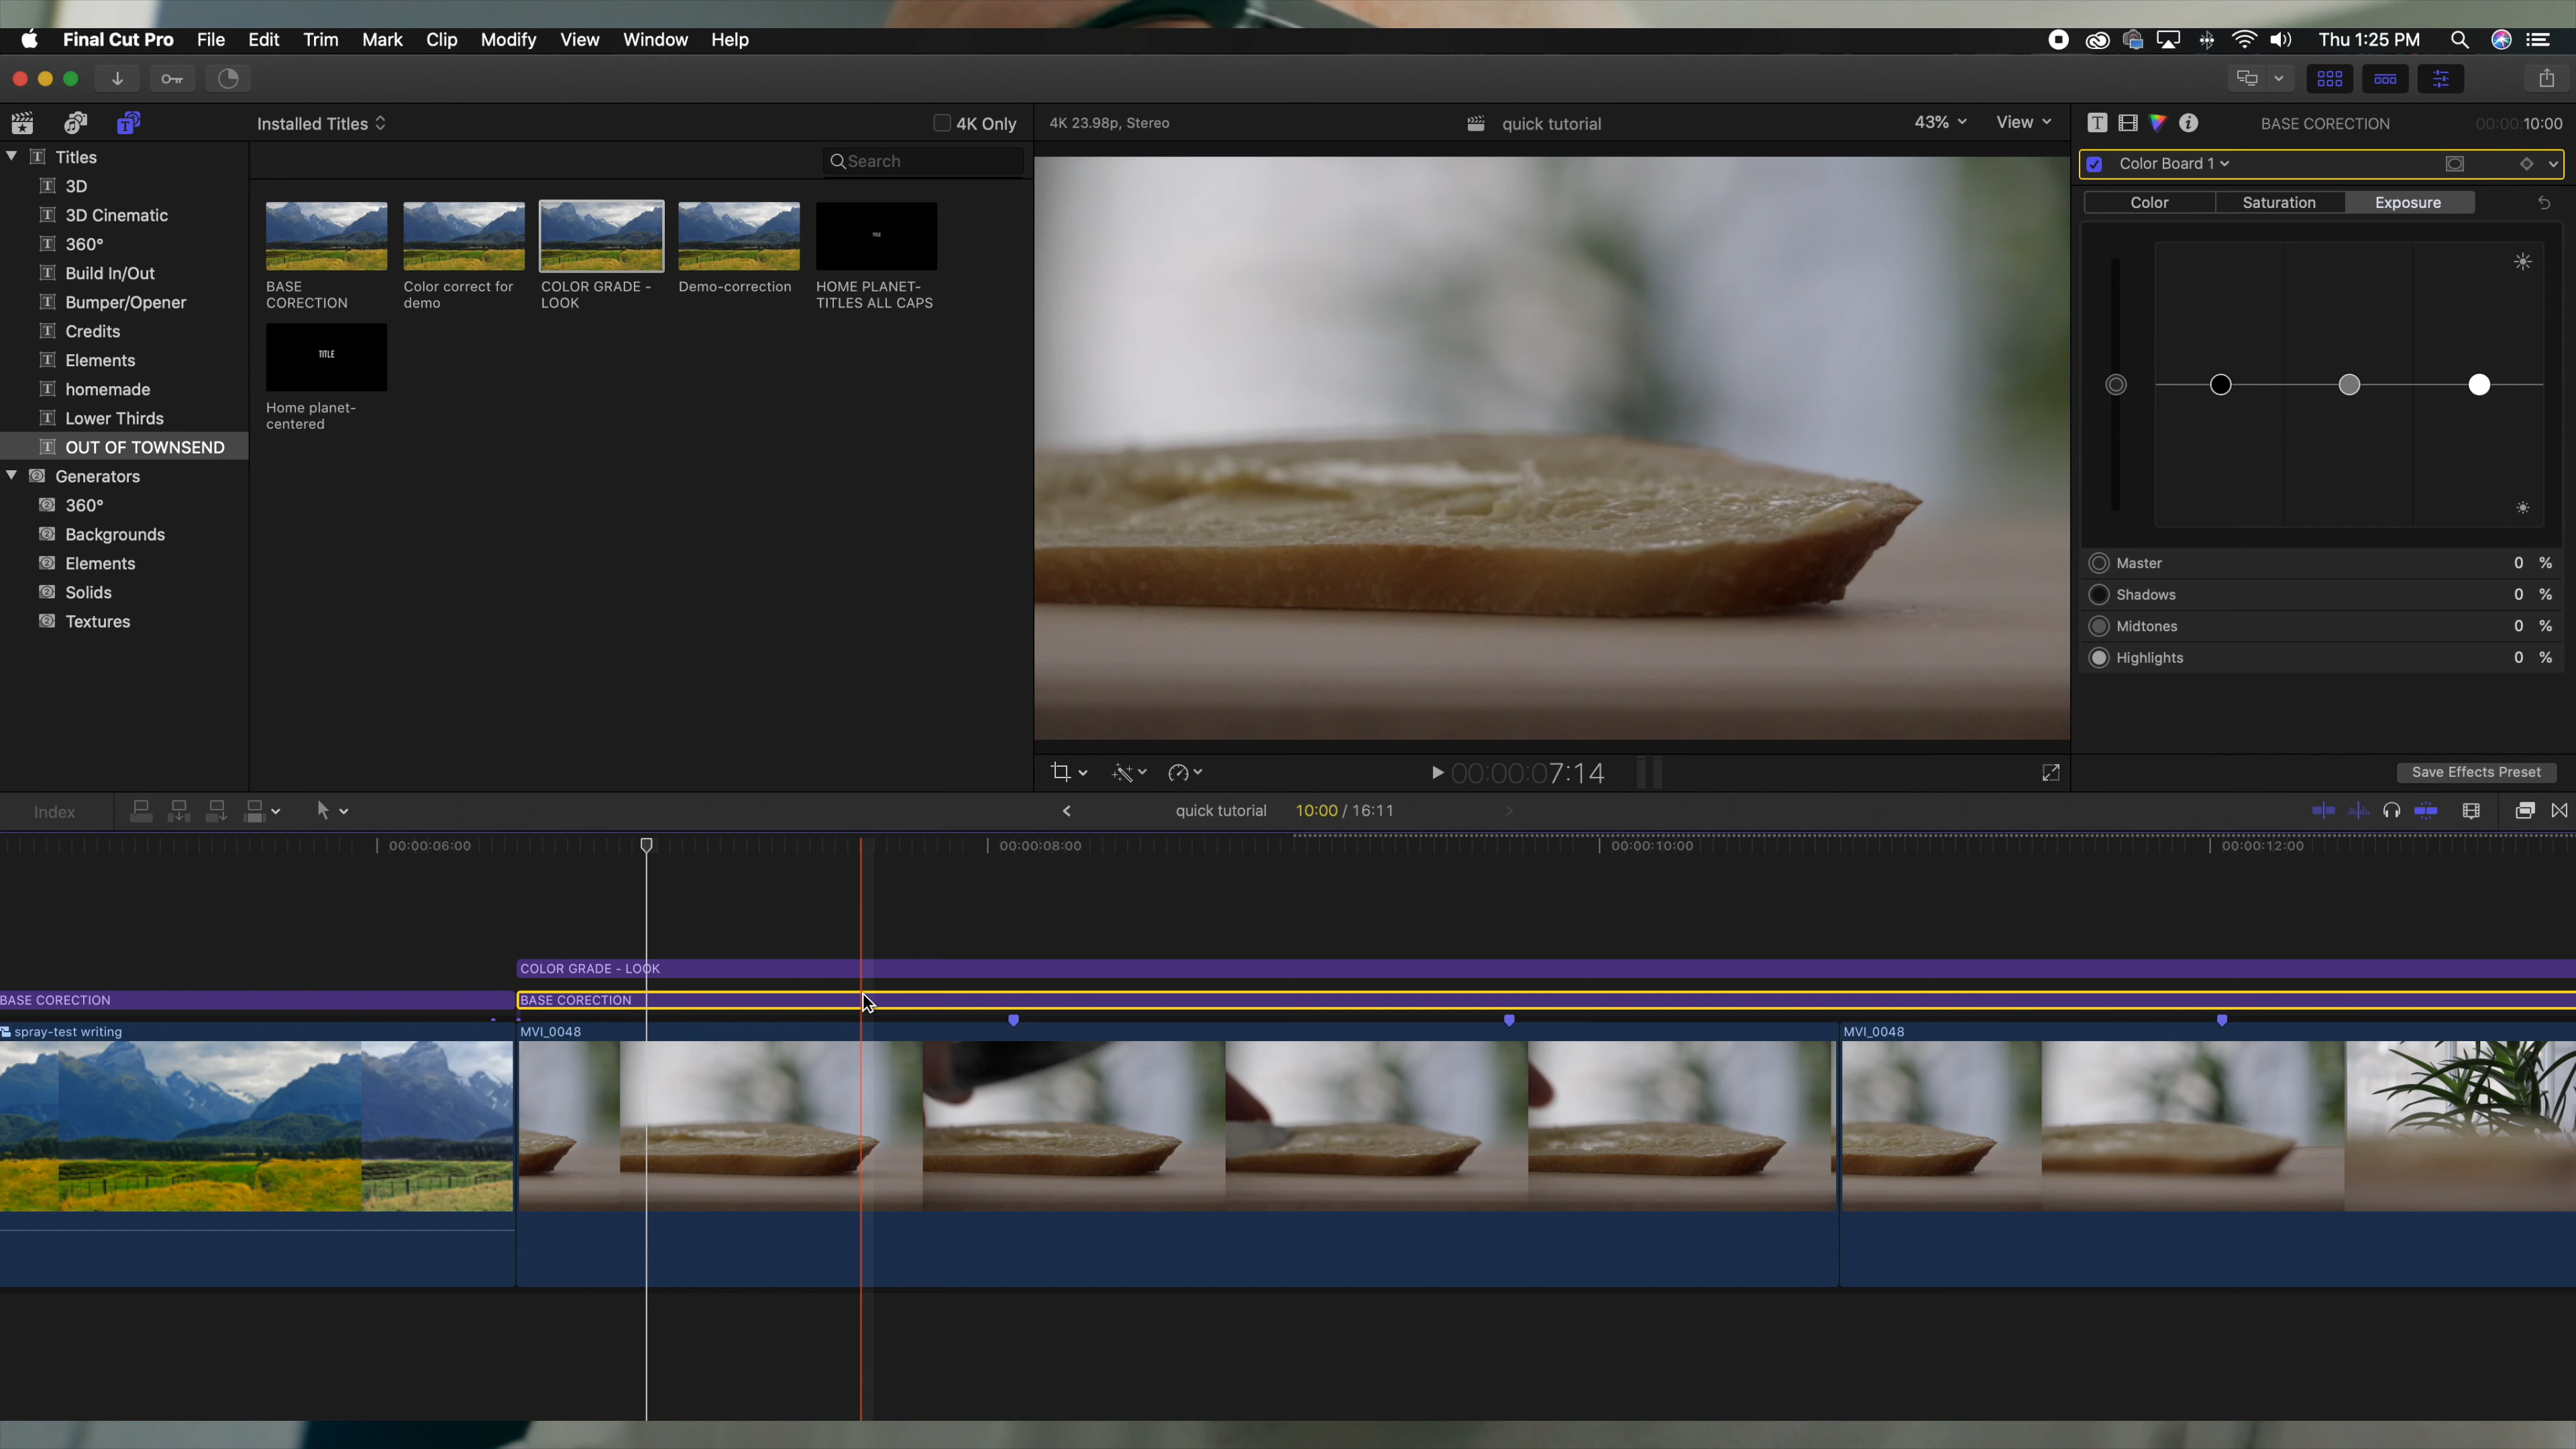 Final Cut Pro File Edit Trim Mark Clip Modify View Window Help Thu 1:25 PM
Installed Titles 4K Only 4K 23.98p, Stereo quick tutorial 43% View BASE CORECTION 00:00:10:00
Titles
Search
Color Board 1
3D
3D Cinematic
360°
Build In/Out
Bumper/Opener
Credits
Elements
homemade
Lower Thirds
OUT OF TOWNSEND
Generators
360°
Backgrounds
Elements
Solids
Textures
BASE
CORECTION
Color correct for
demo
COLOR GRADE -
LOOK
Demo-correction
HOME PLANET-
TITLES ALL CAPS
TITLE
Home planet-
centered
Color Saturation Exposure
Master 0 %
Shadows 0 %
Midtones 0 %
Highlights 0 %
00:00:07:14
Save Effects Preset
Index quick tutorial 10:00 / 16:11
00:00:06:00 00:00:08:00 00:00:10:00 00:00:12:00
COLOR GRADE - LOOK
BASE CORECTION BASE CORECTION
spray-test writing MVI_0048 MVI_0048